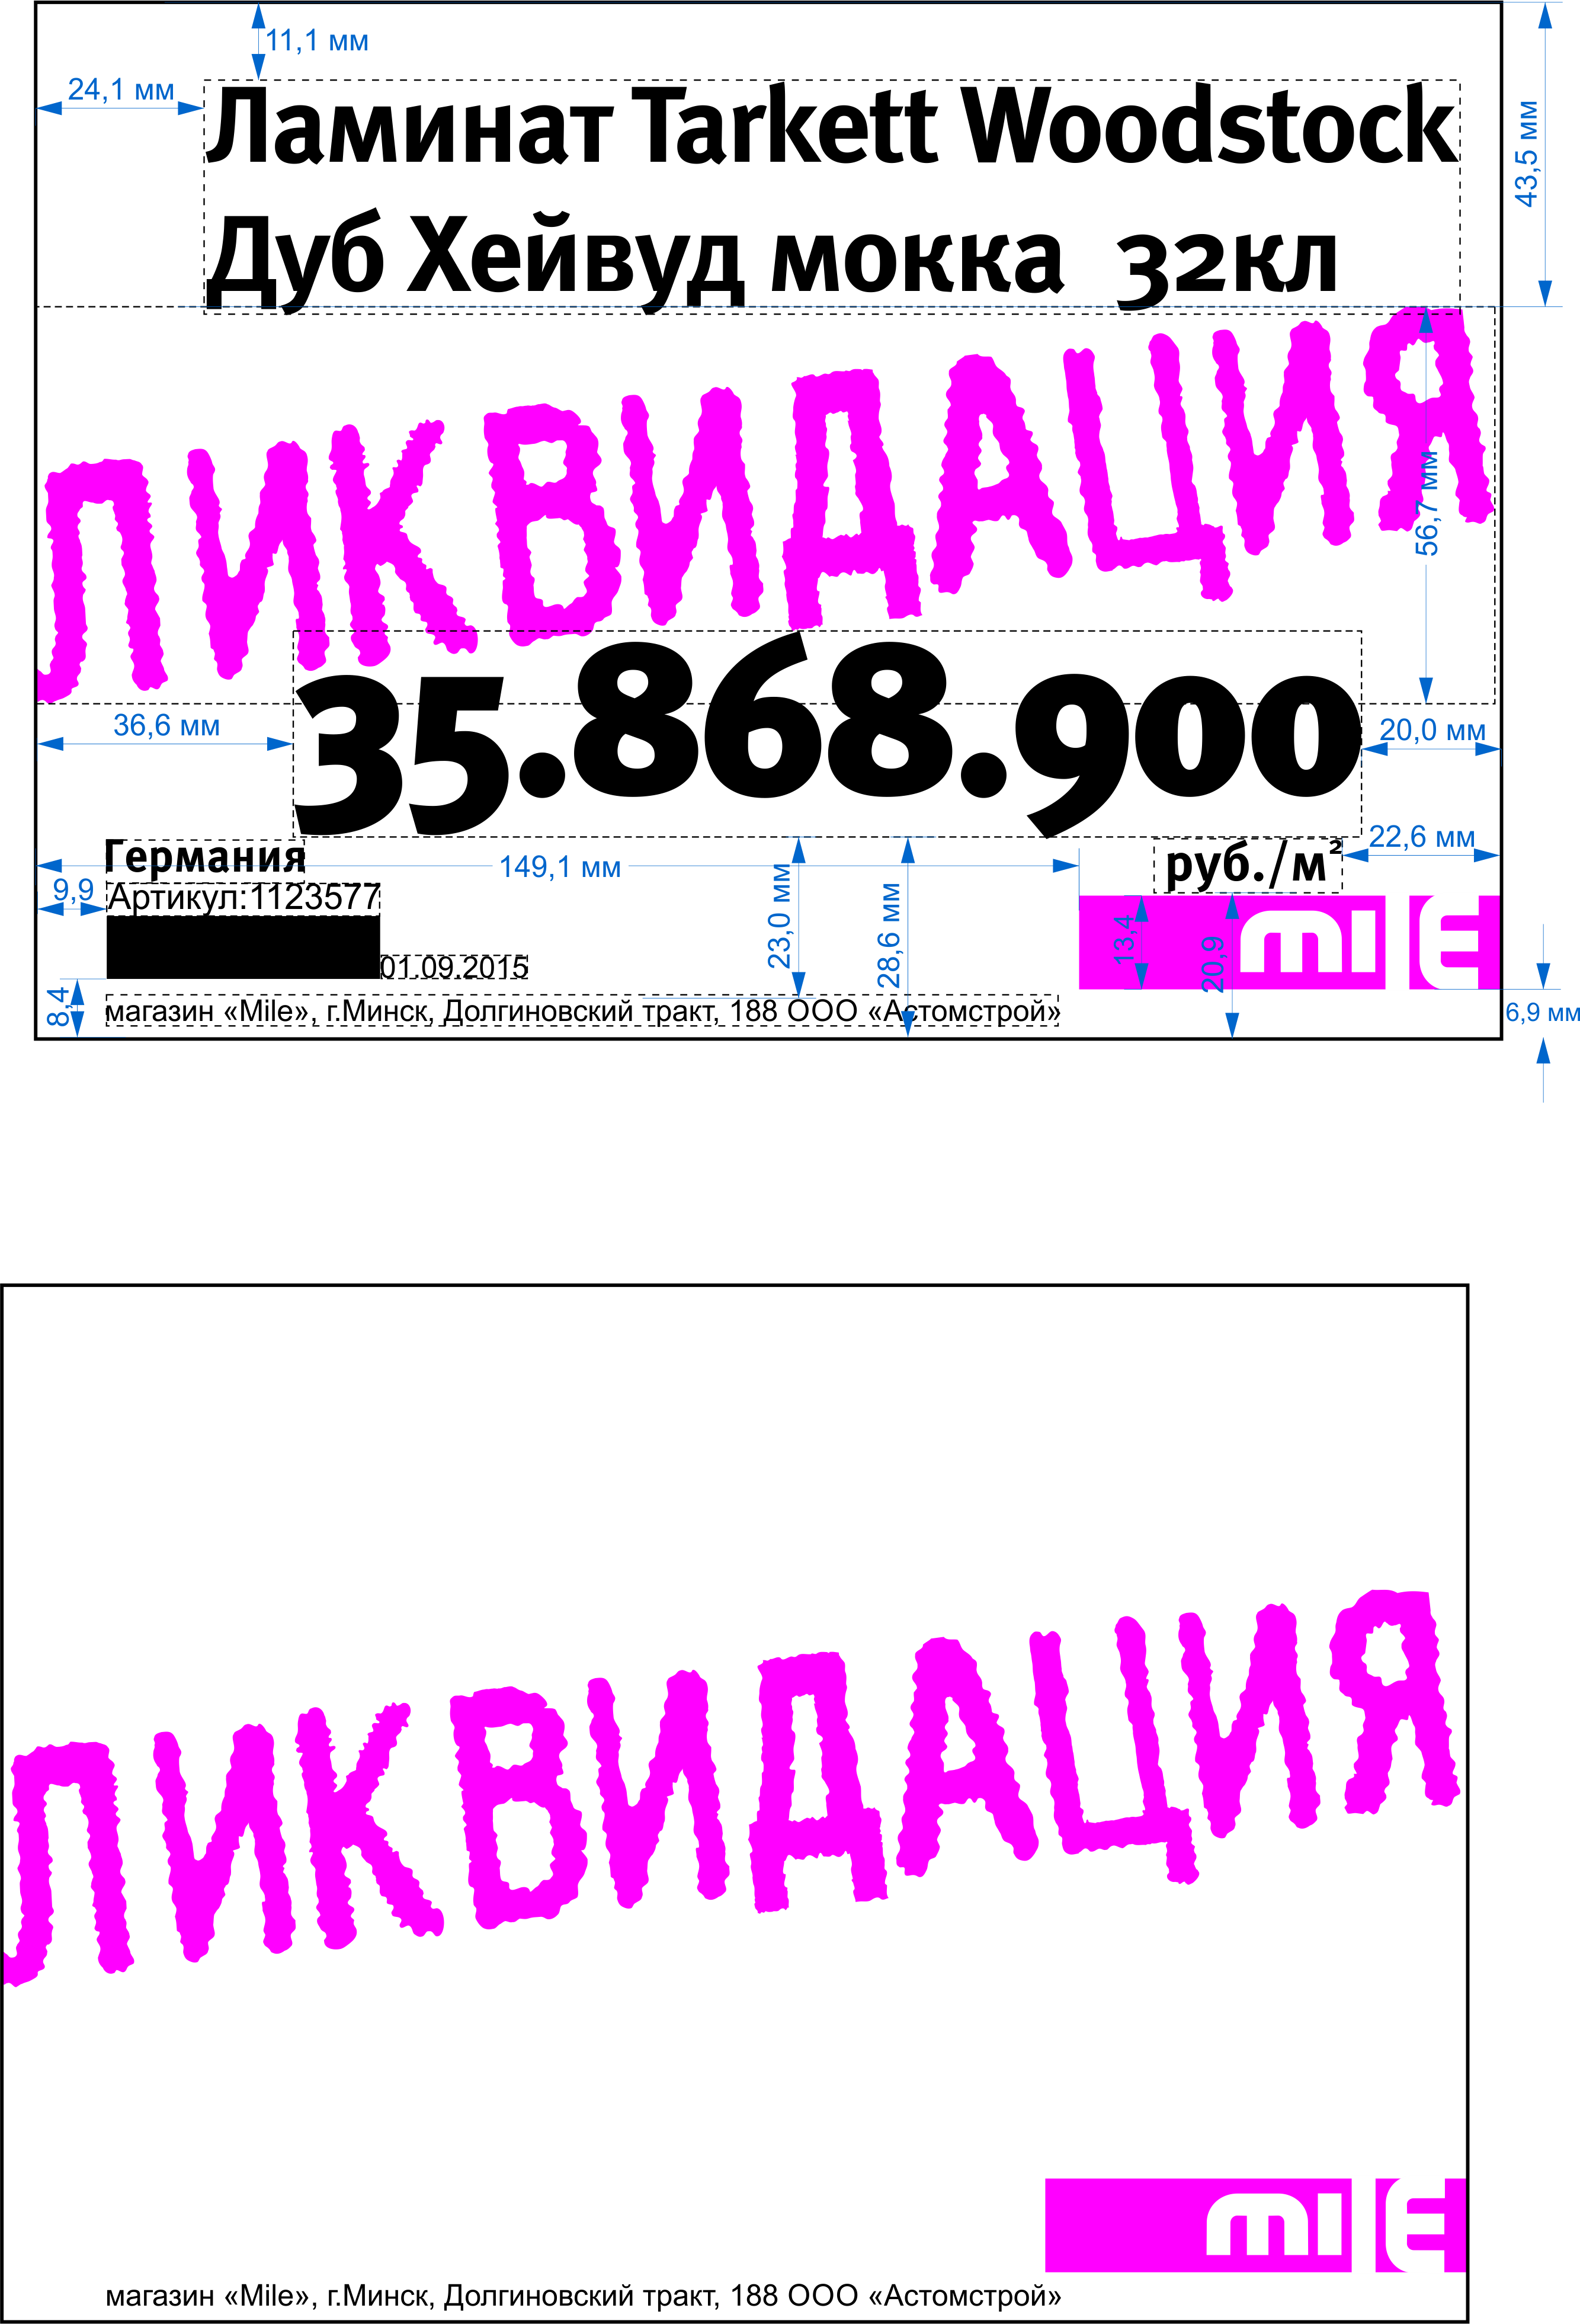 11,1 мм
24,1 мм
43,5 мм
Ламинат Tarkett Woodstock
Дуб Хейвуд мокка 32кл
ЛИКВИДАЦИЯ
56,7 мм
35.868.900
36,6 мм
20,0 мм
Германия
149,1 мм
руб./м²
22,6 мм
9,9
Артикул:1123577
23,0 мм
28,6 мм
13,4
20,9
mi
01.09.2015
8,4
магазин «Mile», г.Минск, Долгиновский тракт, 188 ООО «Астомстрой»
6,9 мм
ЛИКВИДАЦИЯ
mi
магазин «Mile», г.Минск, Долгиновский тракт, 188 ООО «Астомстрой»